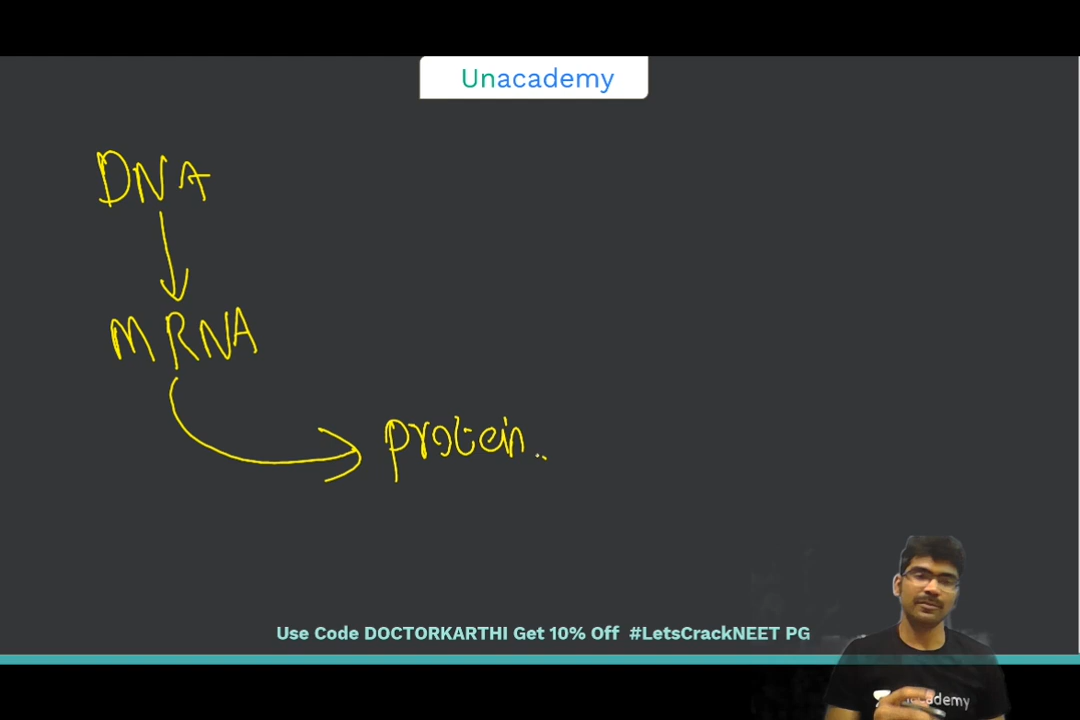 Unacademy
DNA
MRNA
protein..
Use Code DOCTORKARTHI Get 10% Off #LetsCrackNEET PG